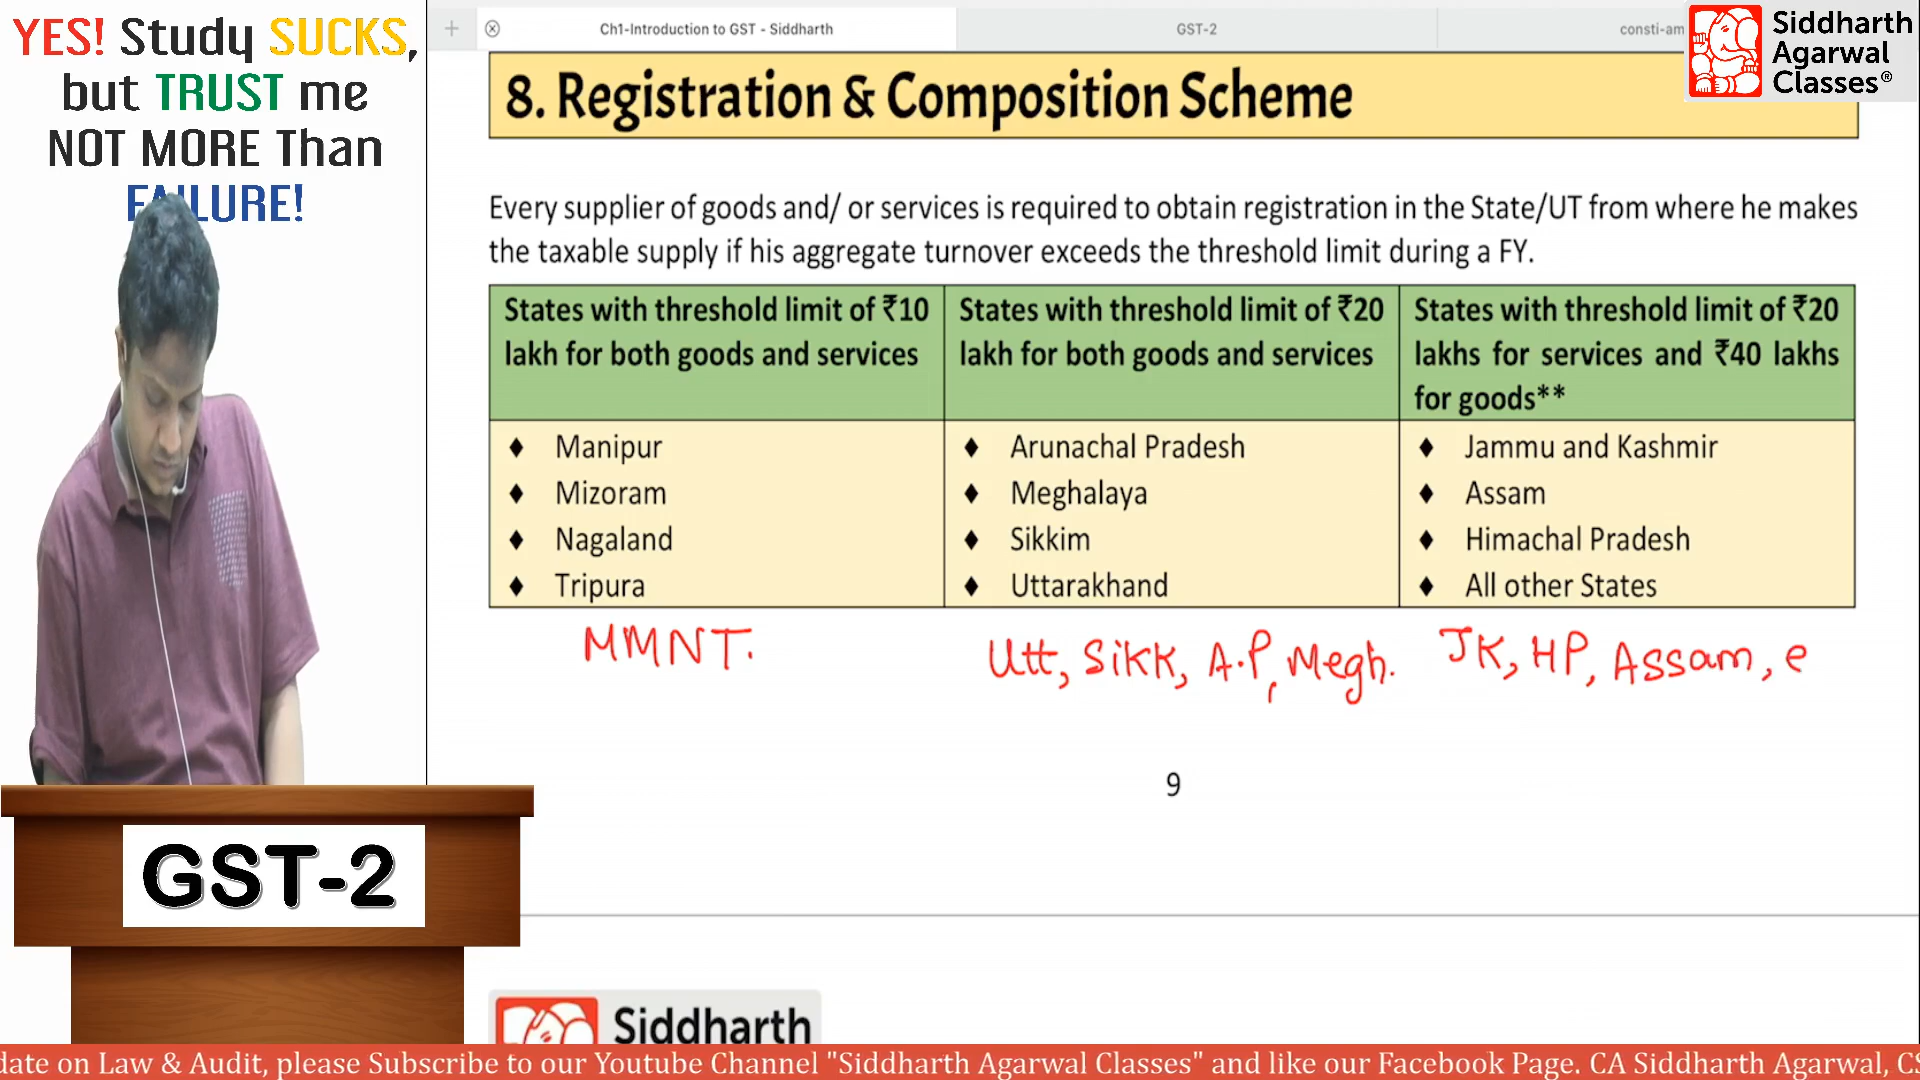 YES! Study SUCKS,
but TRUST me
NOT MORE Than
FAILURE!
GST-2
Ch1-Introduction to GST - Siddharth
GST-2
consti-am
Siddharth
Agarwal
Classes®
8. Registration & Composition Scheme
Every supplier of goods and/ or services is required to obtain registration in the State/UT from where he makes
the taxable supply if his aggregate turnover exceeds the threshold limit during a FY.
States with threshold limit of ₹10
lakh for both goods and services
States with threshold limit of ₹20
lakh for both goods and services
States with threshold limit of ₹20
lakhs for services and ₹40 lakhs
for goods**
♦ Manipur
♦ Mizoram
♦ Nagaland
♦ Tripura
♦ Arunachal Pradesh
♦ Meghalaya
♦ Sikkim
♦ Uttarakhand
♦ Jammu and Kashmir
♦ Assam
♦ Himachal Pradesh
♦ All other States
MMNT.
Utt, Sikk, A.P, Megh.
JK, HP, Assam, e
9
Siddharth
date on Law & Audit, please Subscribe to our Youtube Channel "Siddharth Agarwal Classes" and like our Facebook Page. CA Siddharth Agarwal, CS